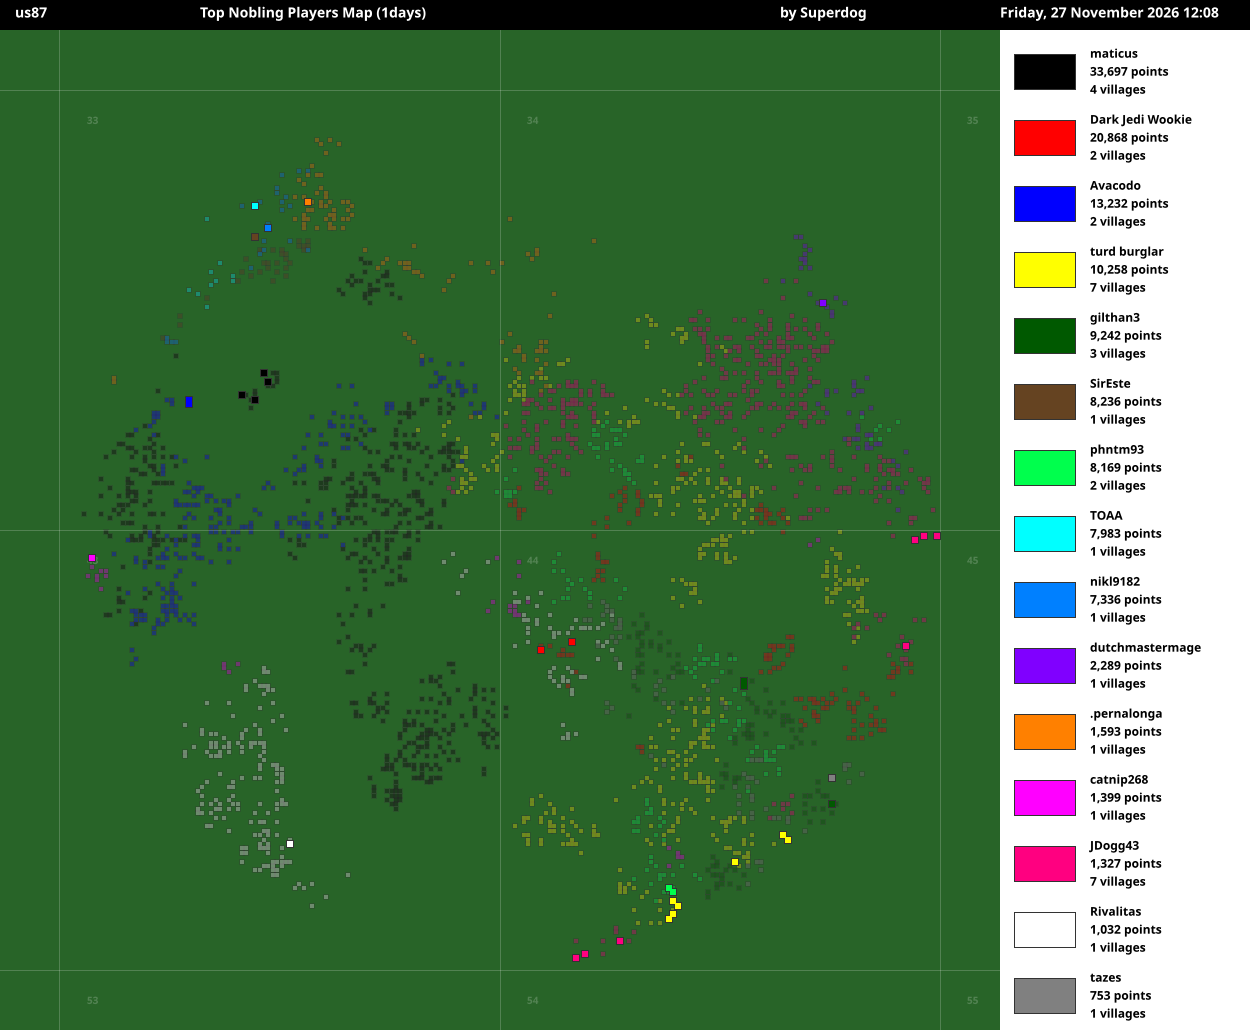 us87 Top Nobling Players Map (1days) by Superdog Friday, 27 November 2026 12:08
33 34 35
44 45
53 54 55
maticus
33,697 points
4 villages
Dark Jedi Wookie
20,868 points
2 villages
Avacodo
13,232 points
2 villages
turd burglar
10,258 points
7 villages
gilthan3
9,242 points
3 villages
SirEste
8,236 points
1 villages
phntm93
8,169 points
2 villages
TOAA
7,983 points
1 villages
nikl9182
7,336 points
1 villages
dutchmastermage
2,289 points
1 villages
.pernalonga
1,593 points
1 villages
catnip268
1,399 points
1 villages
JDogg43
1,327 points
7 villages
Rivalitas
1,032 points
1 villages
tazes
753 points
1 villages